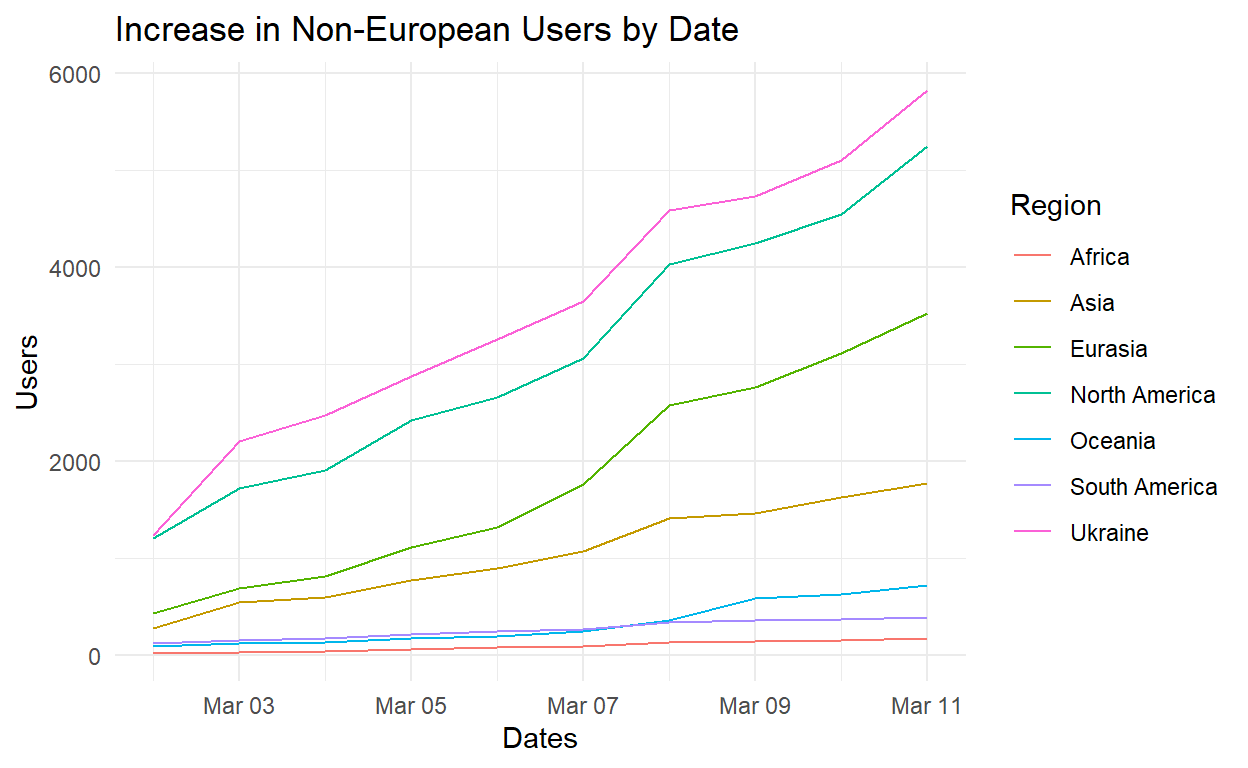 Increase in Non-European Users by Date
6000
4000
2000
0
Users
Mar 03 Mar 05 Mar 07 Mar 09 Mar 11
Dates
Region
Africa
Asia
Eurasia
North America
Oceania
South America
Ukraine